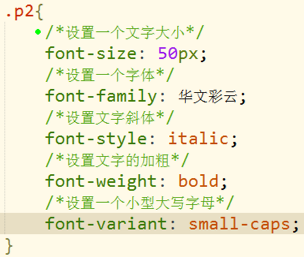 .p2{
/*设置一个文字大小*/
font-size: 50px;
/*设置一个字体*/
font-family: 华文彩云;
/*设置文字斜体*/
font-style: italic;
/*设置文字的加粗*/
font-weight: bold;
/*设置一个小型大写字母*/
font-variant: small-caps;
}